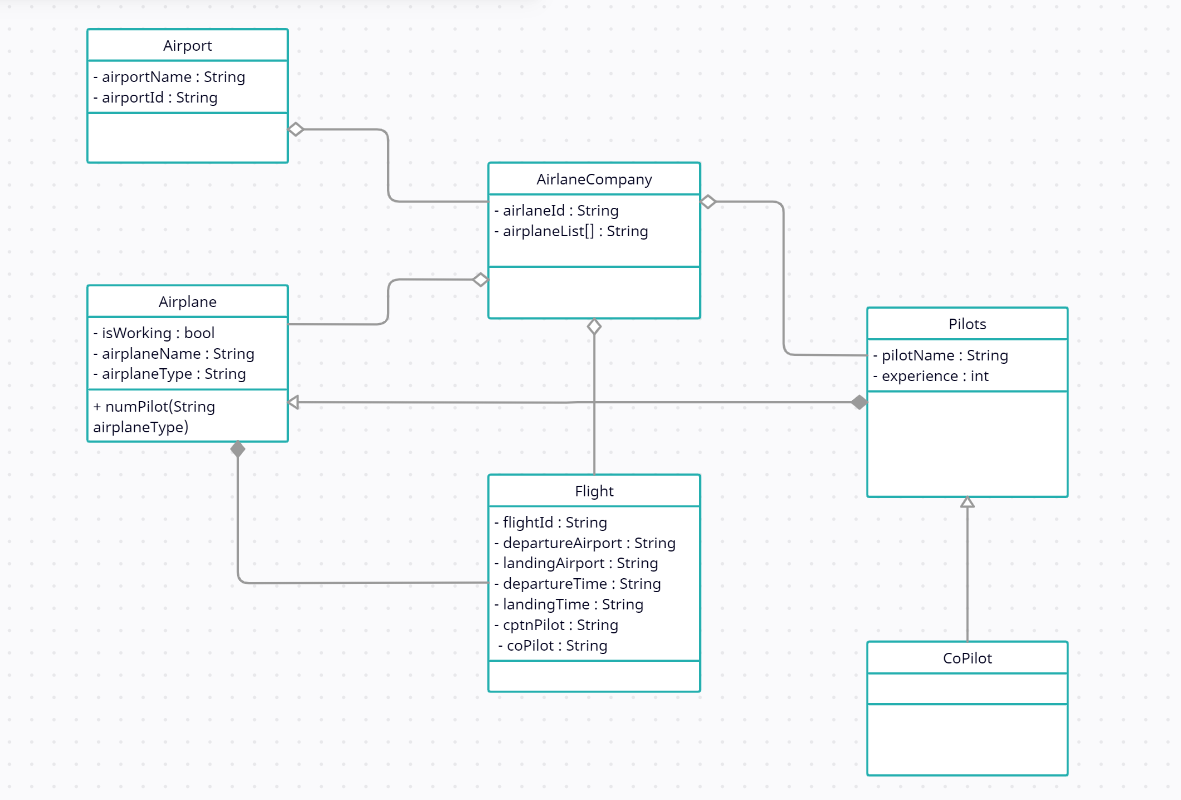 Airport
- airportName : String
- airportId : String
AirlaneCompany
- airlaneId : String
- airplaneList[] : String
Airplane
- isWorking : bool
- airplaneName : String
- airplaneType : String
+ numPilot(String
airplaneType)
Pilots
- pilotName : String
- experience : int
Flight
- flightId : String
- departureAirport : String
- landingAirport : String
- departureTime : String
- landingTime : String
- cptnPilot : String
- coPilot : String
CoPilot